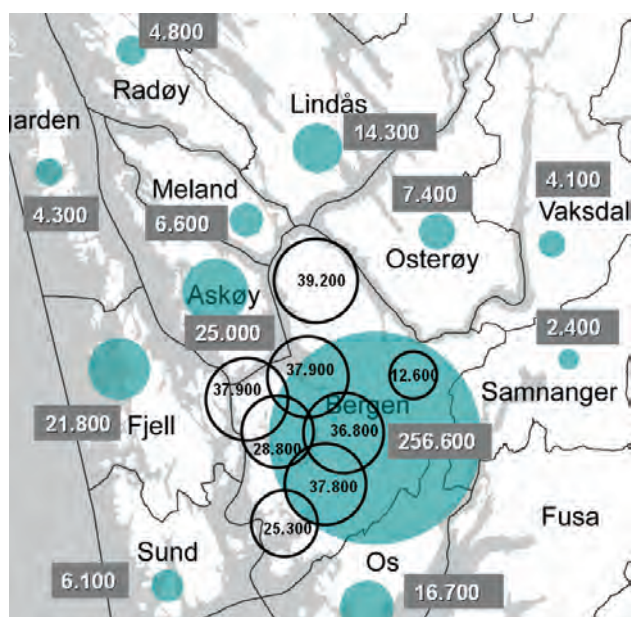 4.800
Radøy
Lindås
14.300
garden
4.300
Meland
6.600
7.400
Osterøy
4.100
Vaksdal
39.200
Askøy
25.000
2.400
Samnanger
37.900
37.900
12.600
Bergen
21.800
Fjell
28.800
36.800
256.600
37.800
25.300
Fusa
Sund
6.100
Os
16.700